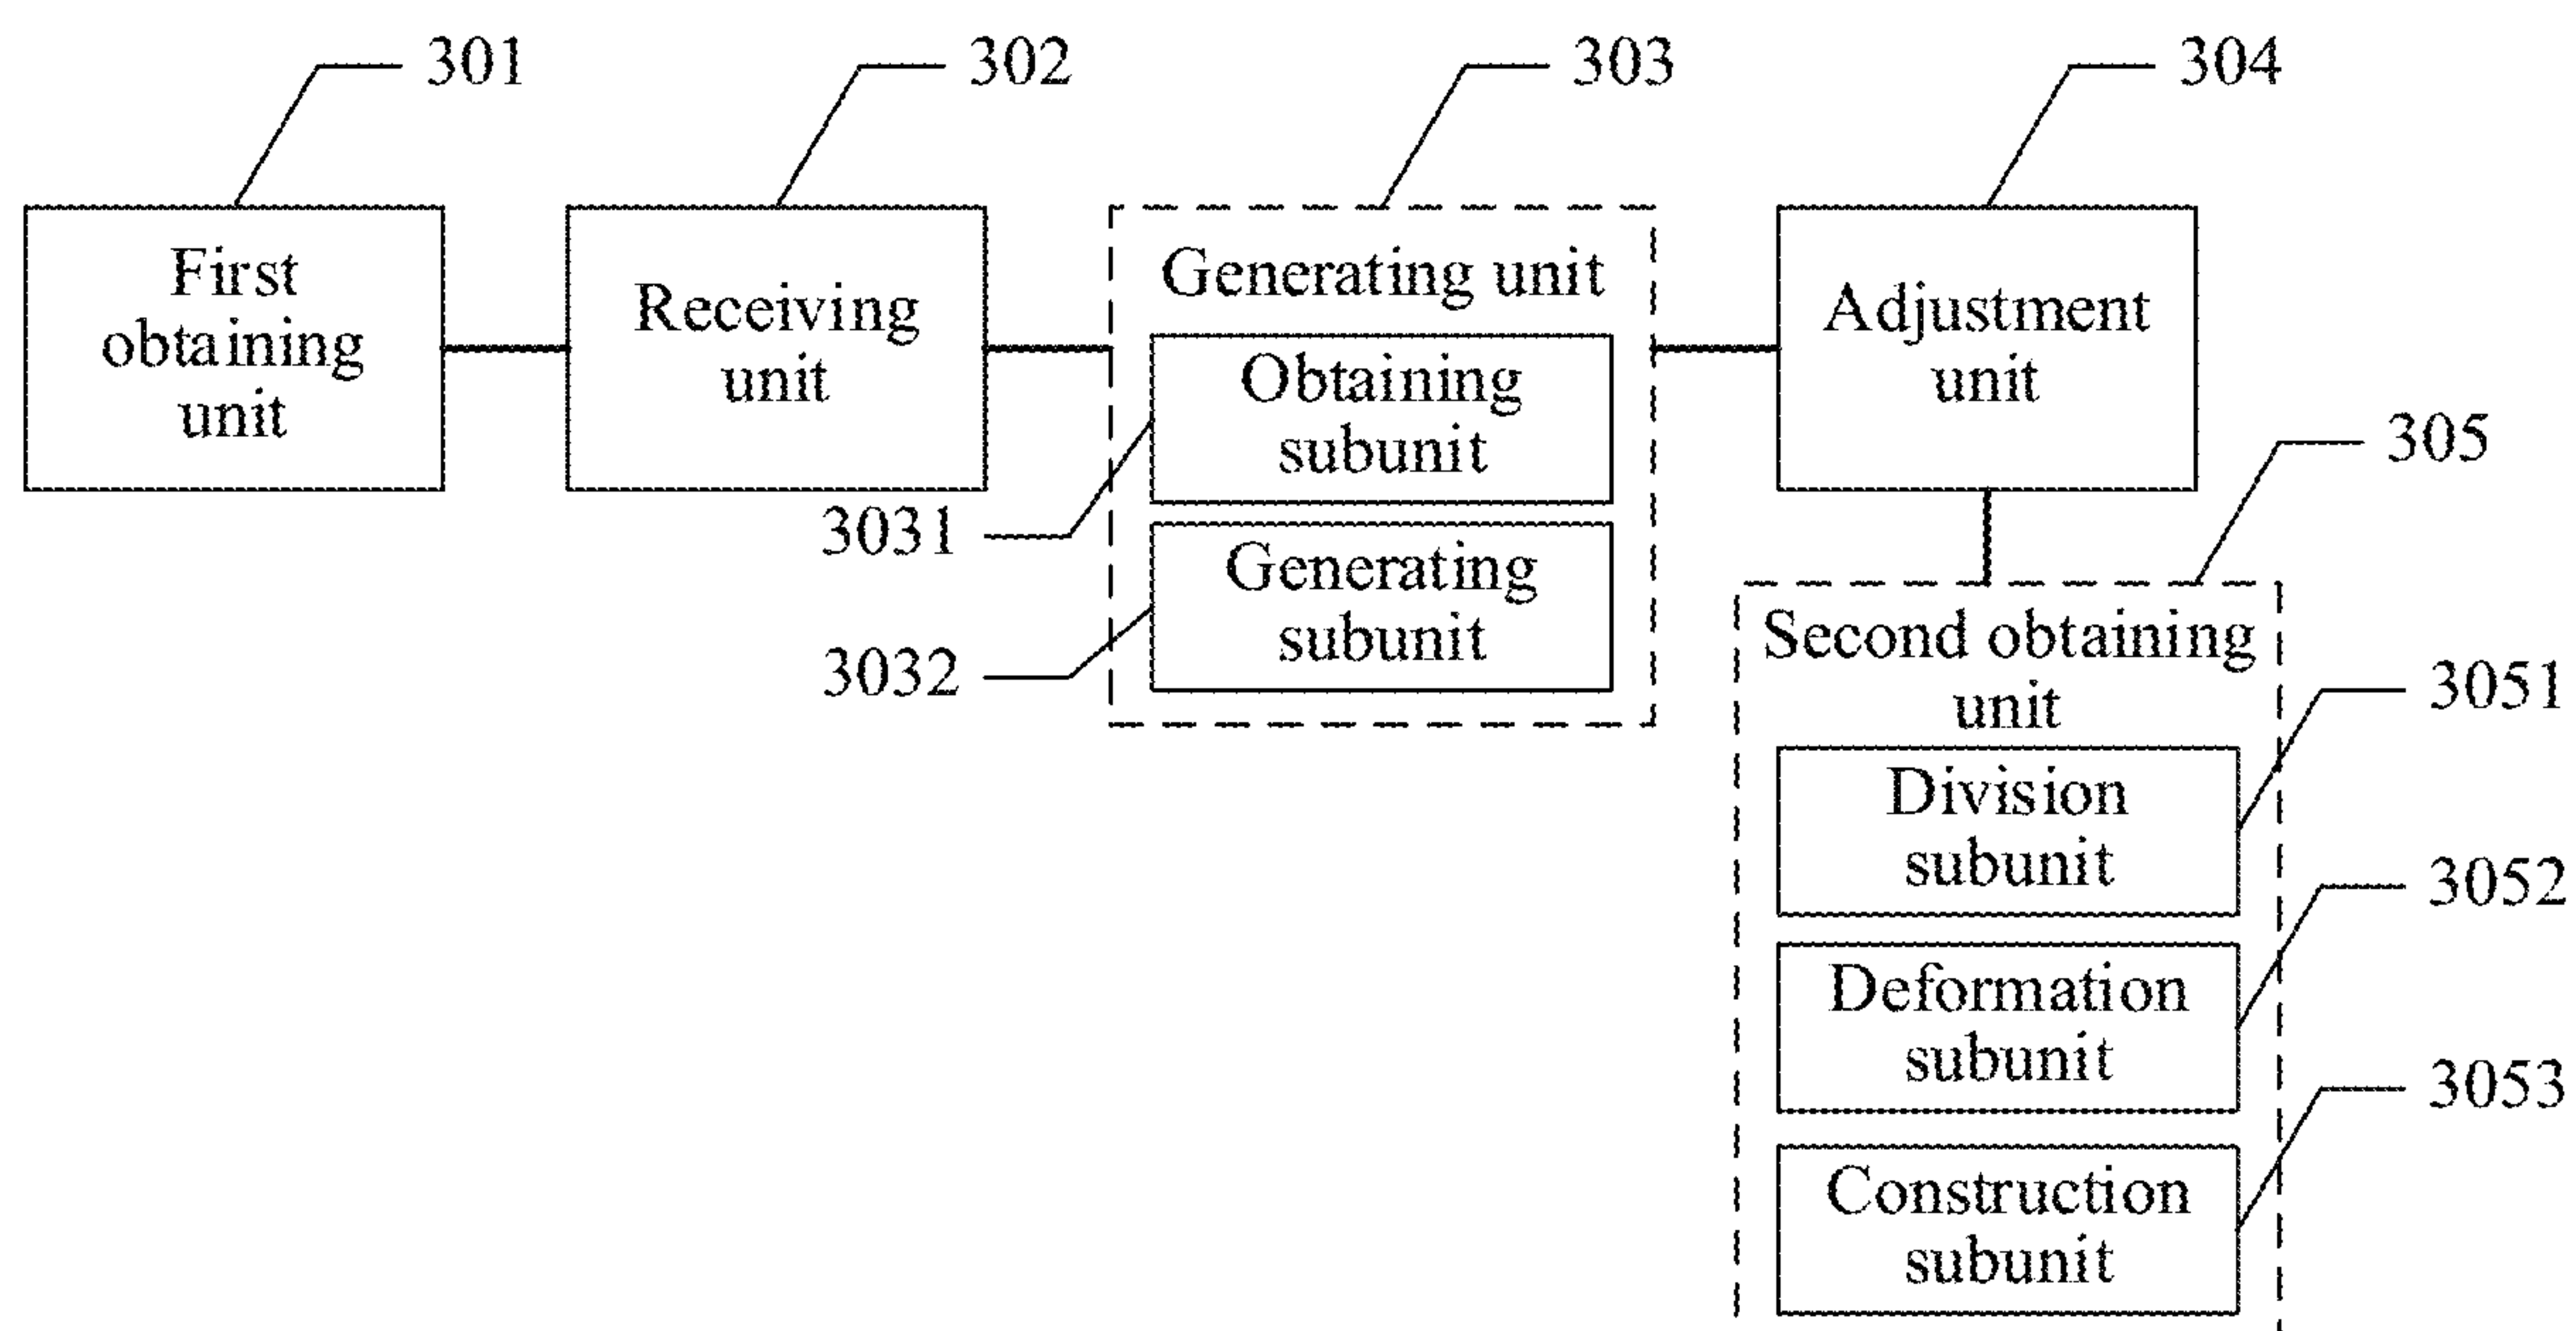 301
302
303
304
First
obtaining
unit
Receiving
unit
Generating unit
Obtaining
subunit
Generating
subunit
3031
3032
Adjustment
unit
305
Second obtaining
unit
Division
subunit
Deformation
subunit
Construction
subunit
3051
3052
3053